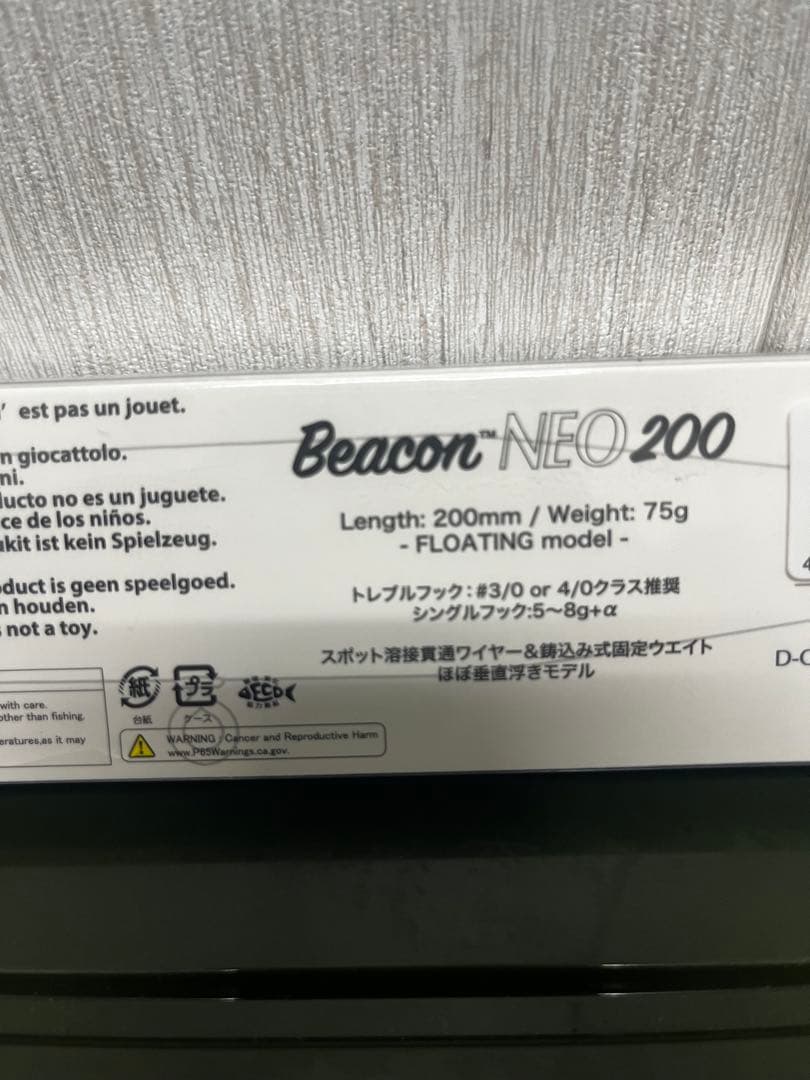 est pas un jouet.
n giocattolo.
ni.
ducto no es un juguete.
ce de los niños.
ukit ist kein Spielzeug.
oduct is geen speelgoed.
n houden.
not a toy.
Beacon™ NEO 200
Length: 200mm / Weight: 75g
- FLOATING model -
トレブルフック：#3/0 or 4/0クラス推奨
シングルフック:5〜8g+α
スポット溶接貫通ワイヤー&鋳込み式固定ウエイト
ほぼ垂直浮きモデル
D-C
4
with care.
other than fishing.
eratures,as it may
紙
台紙
プラ
ケース
ECO
WARNING Cancer and Reproductive Harm
www.P65Warnings.ca.gov.